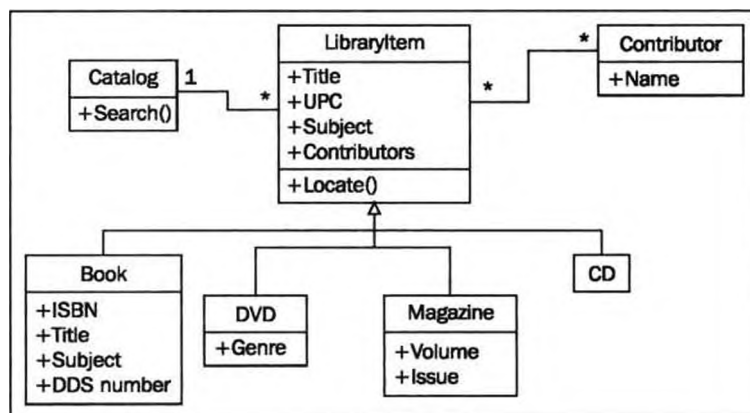 LibraryItem
+Title
+UPC
+Subject
+Contributors
+Locate()
Catalog
+Search()
1
*
*
*
Contributor
+Name
Book
+ISBN
+Title
+Subject
+DDS number
DVD
+Genre
Magazine
+Volume
+Issue
CD